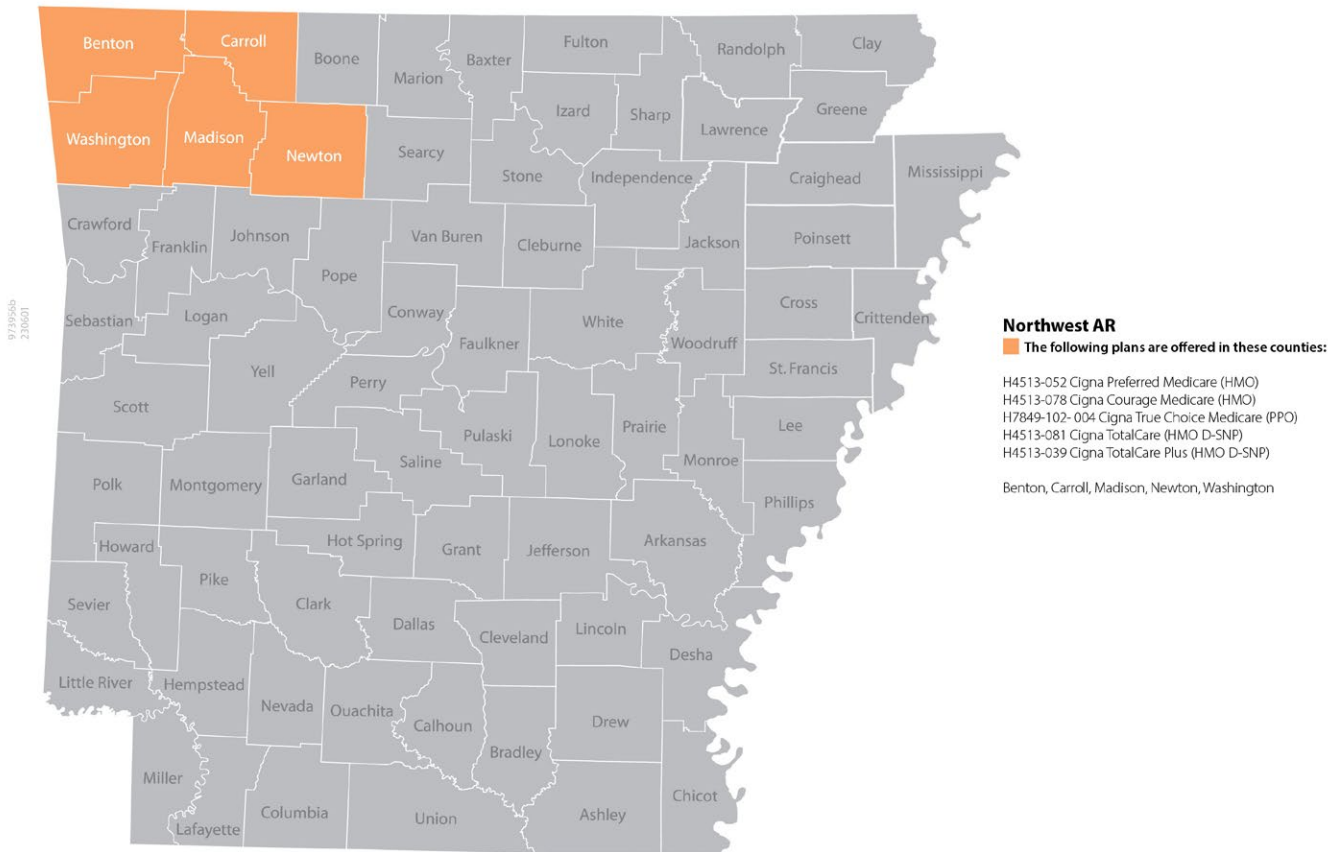 Benton
Carroll
Boone
Marion
Baxter
Fulton
Randolph
Clay
Izard
Sharp
Lawrence
Greene
Washington
Madison
Newton
Searcy
Stone
Independence
Craighead
Mississippi
Crawford
Franklin
Johnson
Pope
Van Buren
Cleburne
Jackson
Poinsett
Sebastian
Logan
Conway
Faulkner
White
Woodruff
Cross
Crittenden
Yell
Perry
St. Francis
Scott
Pulaski
Lonoke
Prairie
Monroe
Lee
Polk
Montgomery
Garland
Saline
Phillips
Howard
Hot Spring
Grant
Jefferson
Arkansas
Pike
Sevier
Clark
Dallas
Cleveland
Lincoln
Desha
Little River
Hempstead
Nevada
Ouachita
Calhoun
Bradley
Drew
Miller
Lafayette
Columbia
Union
Ashley
Chicot
973956b
230601
Northwest AR
The following plans are offered in these counties:
H4513-052 Cigna Preferred Medicare (HMO)
H4513-078 Cigna Courage Medicare (HMO)
H7849-102- 004 Cigna True Choice Medicare (PPO)
H4513-081 Cigna TotalCare (HMO D-SNP)
H4513-039 Cigna TotalCare Plus (HMO D-SNP)
Benton, Carroll, Madison, Newton, Washington